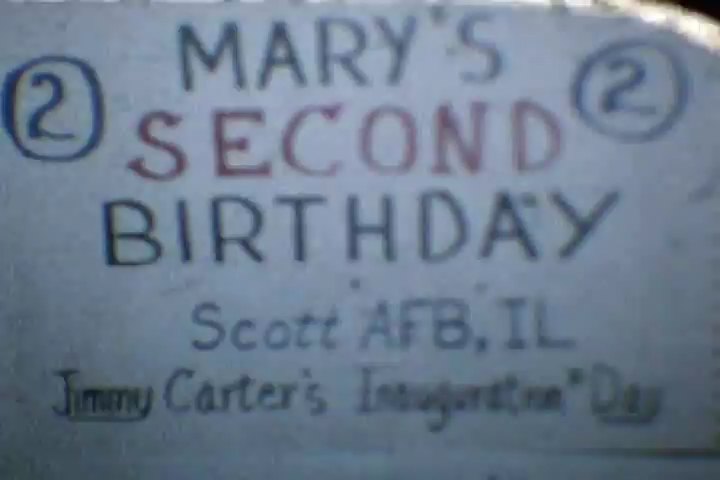 MARY'S
2 2
SECOND
BIRTHDAY
Scott AFB, IL
Jimmy Carter's Inauguration Day